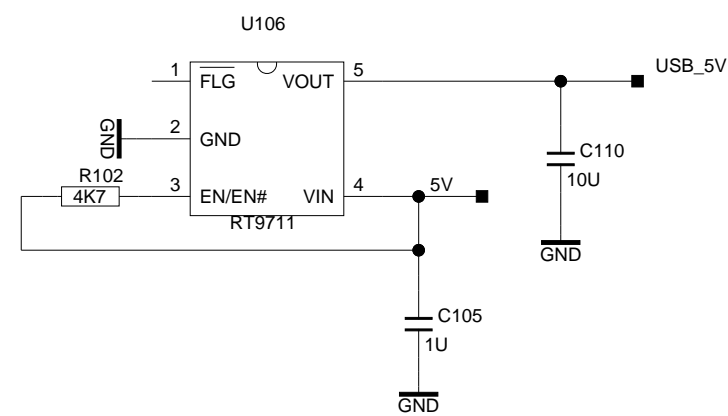 U106
USB_5V
1
FLG
VOUT
5
GND
2
GND
C110
10U
R102
4K7
3
EN/EN#
VIN
4
5V
RT9711
GND
C105
1U
GND